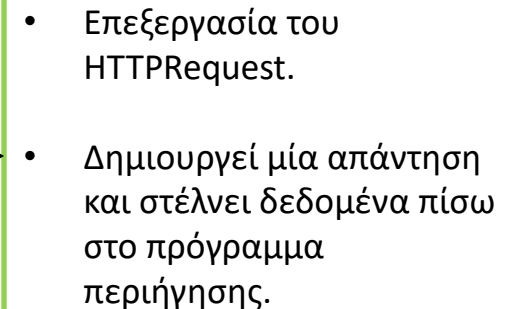 • Επεξεργασία του
HTTPRequest.
• Δημιουργεί μία απάντηση
και στέλνει δεδομένα πίσω
στο πρόγραμμα
περιήγησης.